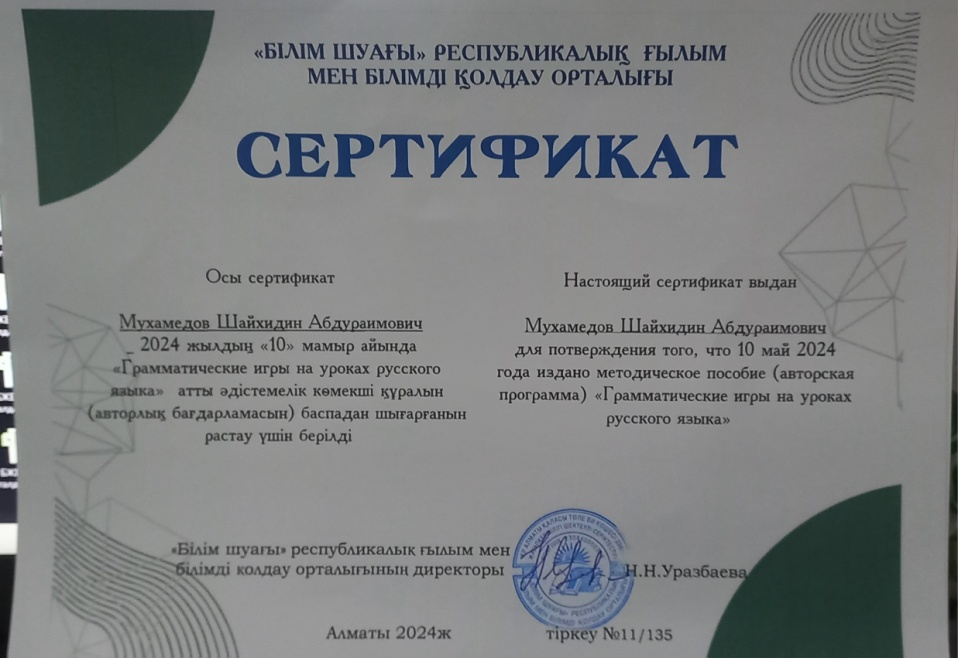 «БІЛІМ ШУАҒЫ» РЕСПУБЛИКАЛЫҚ ҒЫЛЫМ
МЕН БІЛІМДІ ҚОЛДАУ ОРТАЛЫҒЫ
СЕРТИФИКАТ
Осы сертификат
Мухамедов Шайхидин Абдураимович
_ 2024 жылдың «10» мамыр айында
«Грамматические игры на уроках русского
языка» атты әдістемелік көмекші құралын
(авторлық бағдарламасын) баспадан шығарғанын
растау үшін берілді
Настоящий сертификат выдан
Мухамедов Шайхидин Абдураимович
для потверждения того, что 10 май 2024
года издано методическое пособие (авторская
программа) «Грамматические игры на уроках
русского языка»
«Білім шуағы» республикалық ғылым мен
білімді қолдау орталығының директоры
Н.Н.Уразбаева
Алматы 2024ж
тіркеу №11/135